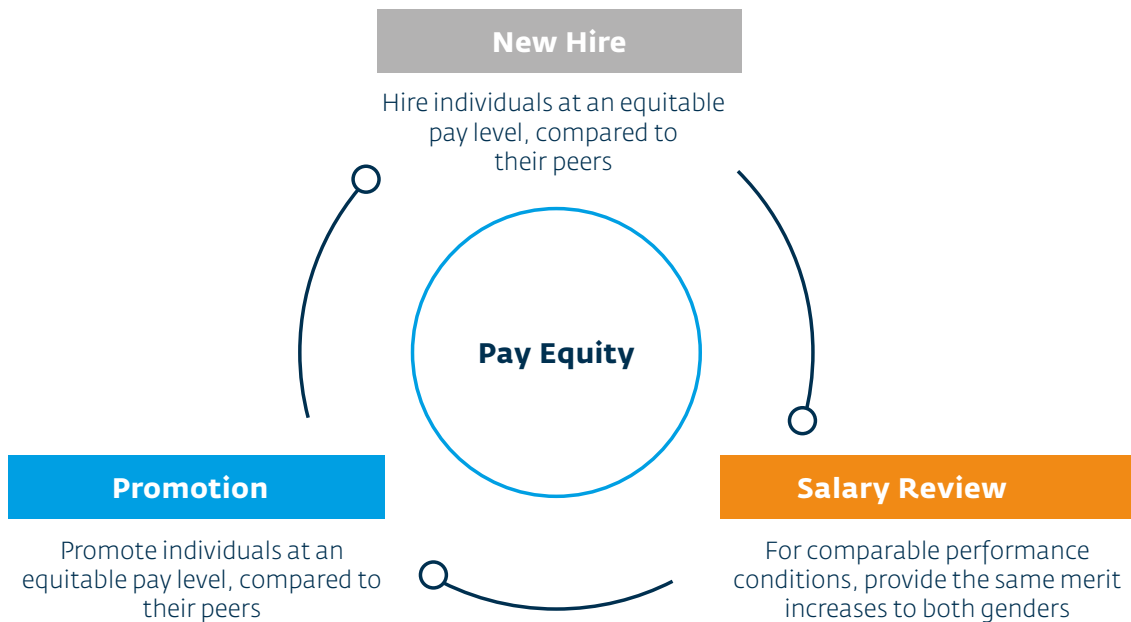 New Hire
Hire individuals at an equitable
pay level, compared to
their peers
Pay Equity
Promotion
Promote individuals at an
equitable pay level, compared to
their peers
Salary Review
For comparable performance
conditions, provide the same merit
increases to both genders